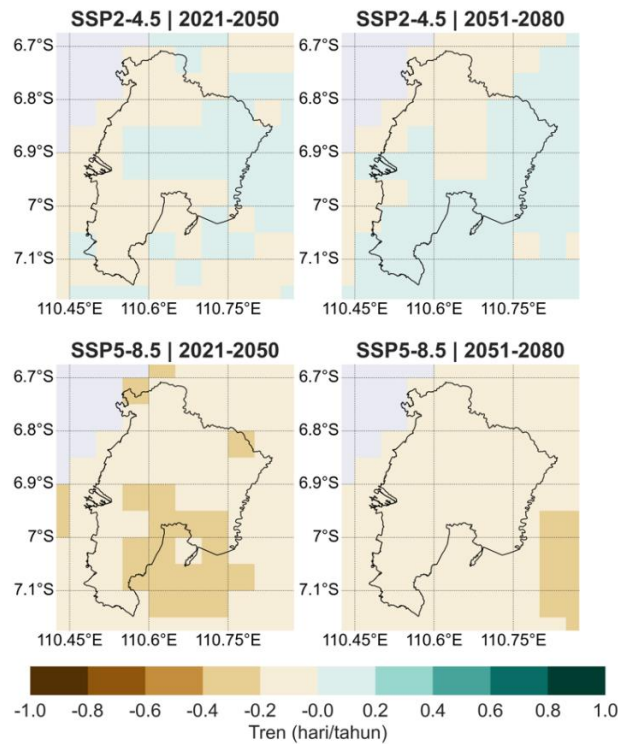 SSP2-4.5 | 2021-2050
SSP2-4.5 | 2051-2080
6.7°S
6.8°S
6.9°S
7°S
7.1°S
6.7°S
6.8°S
6.9°S
7°S
7.1°S
110.45°E 110.6°E 110.75°E
110.45°E 110.6°E 110.75°E
SSP5-8.5 | 2021-2050
SSP5-8.5 | 2051-2080
6.7°S
6.8°S
6.9°S
7°S
7.1°S
6.7°S
6.8°S
6.9°S
7°S
7.1°S
110.45°E 110.6°E 110.75°E
110.45°E 110.6°E 110.75°E
-1.0 -0.8 -0.6 -0.4 -0.2 -0.0 0.2 0.4 0.6 0.8 1.0
Tren (hari/tahun)